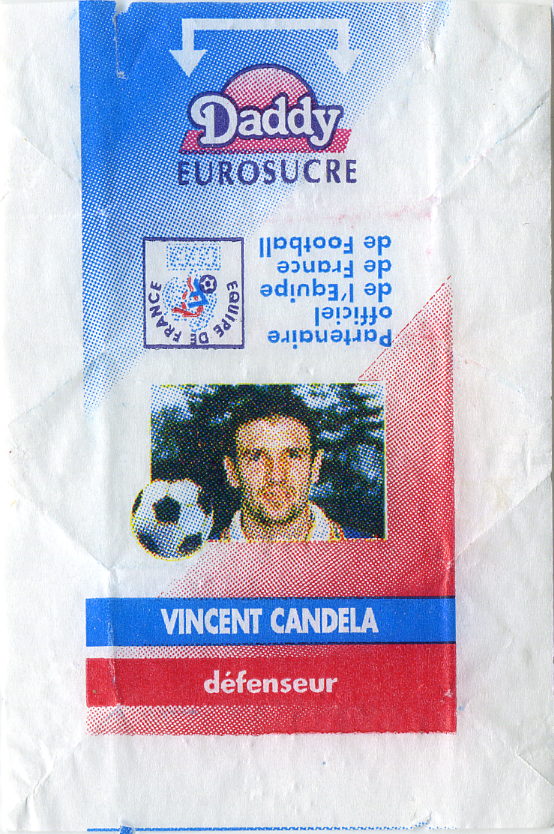 Daddy
EUROSUCRE
Partenaire
officiel
de l'Equipe
de France
de Football
EQUIPE DE FRANCE
VINCENT CANDELA
défenseur